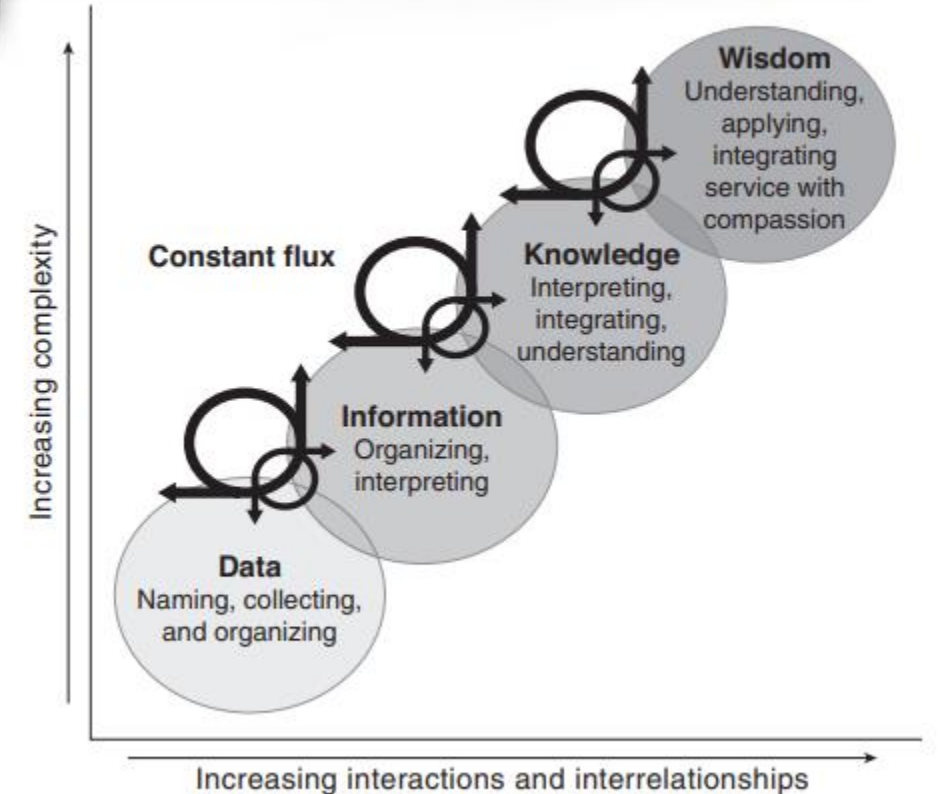 Wisdom
Understanding,
applying,
integrating
service with
compassion
Constant flux
Knowledge
Interpreting,
integrating,
understanding
Information
Organizing,
interpreting
Data
Naming, collecting,
and organizing
Increasing complexity
Increasing interactions and interrelationships